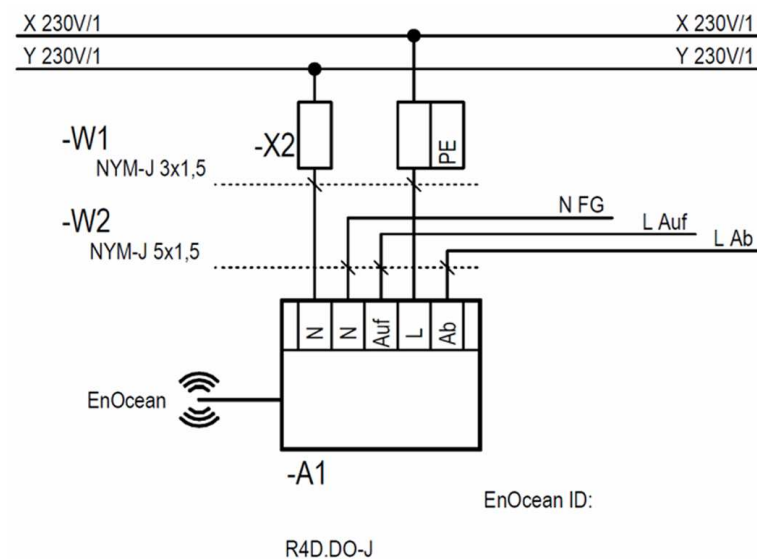 X 230V/1 X 230V/1
Y 230V/1 Y 230V/1
-W1 -X2 PE
NYM-J 3x1,5
N FG
-W2 L Auf
NYM-J 5x1,5 L Ab
N N Auf L Ab
EnOcean
-A1
EnOcean ID:
R4D.DO-J